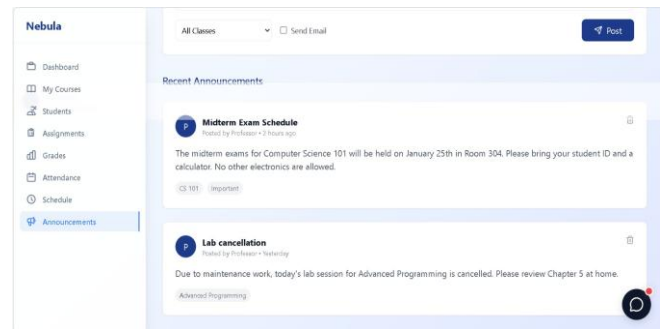 Nebula
Dashboard
My Courses
Students
Assignments
Grades
Attendance
Schedule
Announcements
All Classes
Send Email
Post
Recent Announcements
P
Midterm Exam Schedule
Posted by Professor • 3 hours ago
The midterm exams for Computer Science 101 will be held on January 25th in Room 304. Please bring your student ID and a
calculator. No other electronics are allowed.
CS 101 Important
P
Lab cancellation
Posted by Professor • Yesterday
Due to maintenance work, today's lab session for Advanced Programming is cancelled. Please review Chapter 5 at home.
Advanced Programming